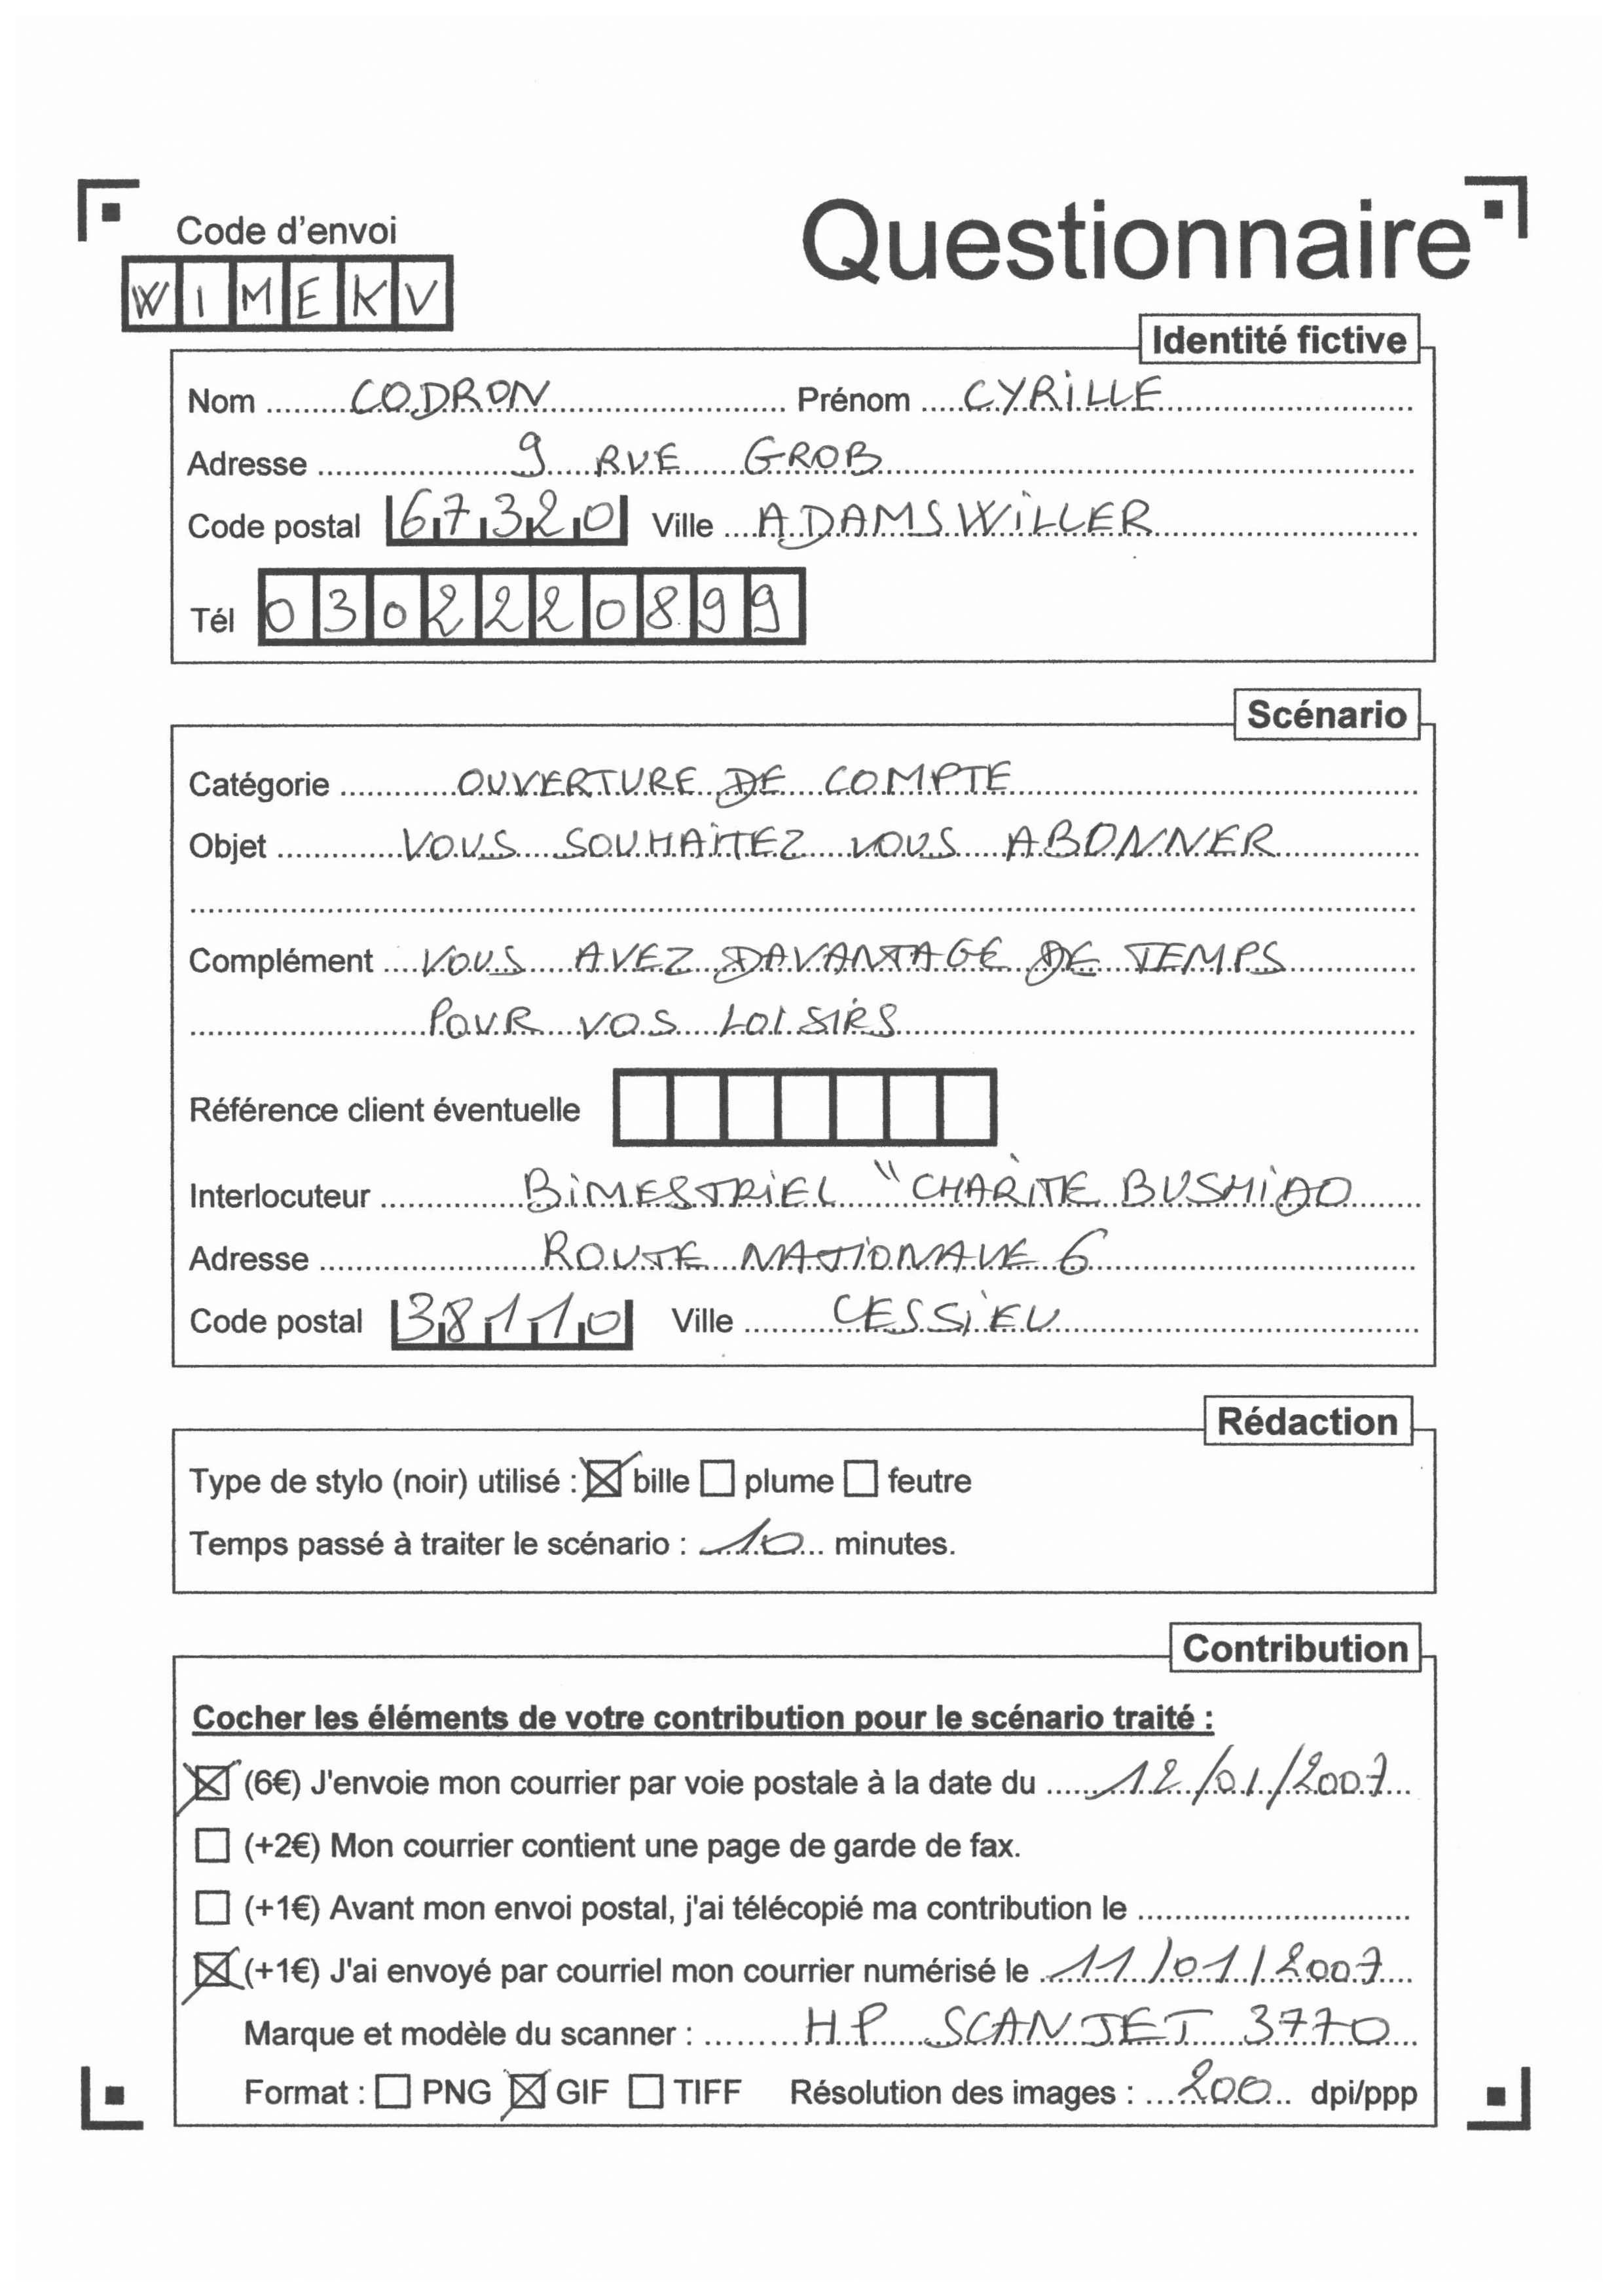 Code d'envoi
WIMEKV
Questionnaire
Identité fictive
Nom CODRON Prénom CYRILLE
Adresse 9 RUE GROB
Code postal 67320 Ville ADAMSWILLER
Tél 0302220899
Scénario
Catégorie OUVERTURE DE COMPTE
Objet VOUS SOUHAITEZ VOUS ABONNER
Complément VOUS AVEZ DAVANTAGE DE TEMPS
POUR VOS LOISIRS
Référence client éventuelle
Interlocuteur BIMESTRIEL "CHARITE BUSHIDO
Adresse ROUTE NATIONALE 6
Code postal 38110 Ville CESSIEU
Rédaction
Type de stylo (noir) utilisé : ☒ bille ☐ plume ☐ feutre
Temps passé à traiter le scénario : 10 minutes.
Contribution
Cocher les éléments de votre contribution pour le scénario traité :
☒ (6€) J'envoie mon courrier par voie postale à la date du 12/01/2007
☐ (+2€) Mon courrier contient une page de garde de fax.
☐ (+1€) Avant mon envoi postal, j'ai télécopié ma contribution le
☒ (+1€) J'ai envoyé par courriel mon courrier numérisé le 11/01/2007
Marque et modèle du scanner : HP SCANJET 3770
Format : ☐ PNG ☒ GIF ☐ TIFF Résolution des images : 200 dpi/ppp